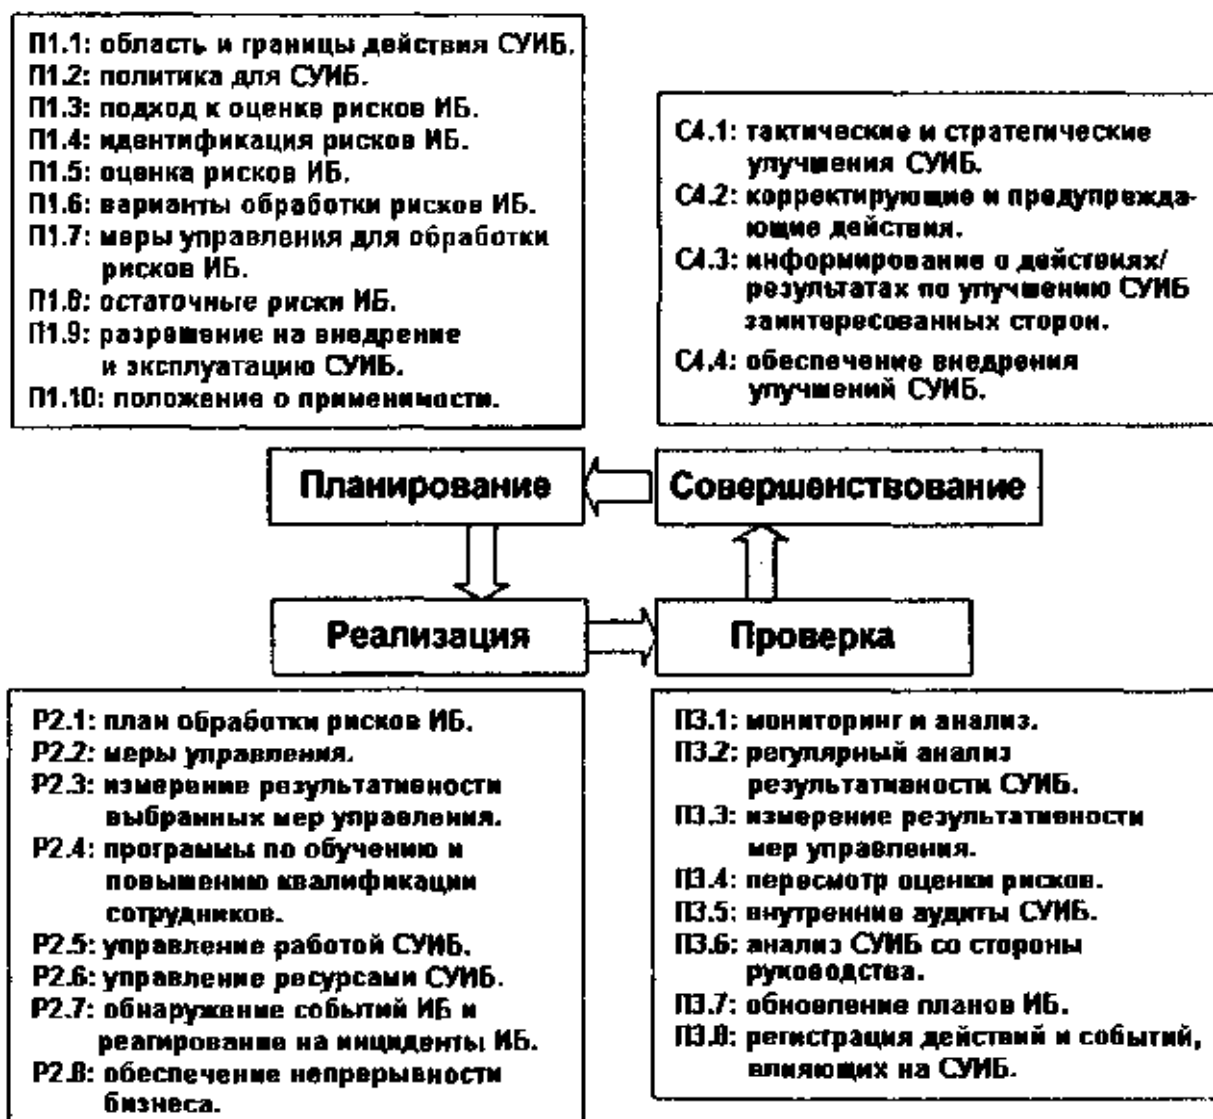 П1.1: область и границы действия СУИБ.
П1.2: политика для СУИБ.
П1.3: подход к оценке рисков ИБ.
П1.4: идентификация рисков ИБ.
П1.5: оценка рисков ИБ.
П1.6: варианты обработки рисков ИБ.
П1.7: меры управления для обработки
рисков ИБ.
П1.8: остаточные риски ИБ.
П1.9: разрешение на внедрение
и эксплуатацию СУИБ.
П1.10: положение о применимости.
С4.1: тактические и стратегические
улучшения СУИБ.
С4.2: корректирующие и предупрежда-
ющие действия.
С4.3: информирование о действиях/
результатах по улучшению СУИБ
заинтересованных сторон.
С4.4: обеспечение внедрения
улучшений СУИБ.
Планирование
Совершенствование
Реализация
Проверка
Р2.1: план обработки рисков ИБ.
Р2.2: меры управления.
Р2.3: измерение результативности
выбранных мер управления.
Р2.4: программы по обучению и
повышению квалификации
сотрудников.
Р2.5: управление работой СУИБ.
Р2.6: управление ресурсами СУИБ.
Р2.7: обнаружение событий ИБ и
реагирование на инциденты ИБ.
Р2.8: обеспечение непрерывности
бизнеса.
П3.1: мониторинг и анализ.
П3.2: регулярный анализ
результативности СУИБ.
П3.3: измерение результативности
мер управления.
П3.4: пересмотр оценки рисков.
П3.5: внутренние аудиты СУИБ.
П3.6: анализ СУИБ со стороны
руководства.
П3.7: обновление планов ИБ.
П3.8: регистрация действий и событий,
влияющих на СУИБ.